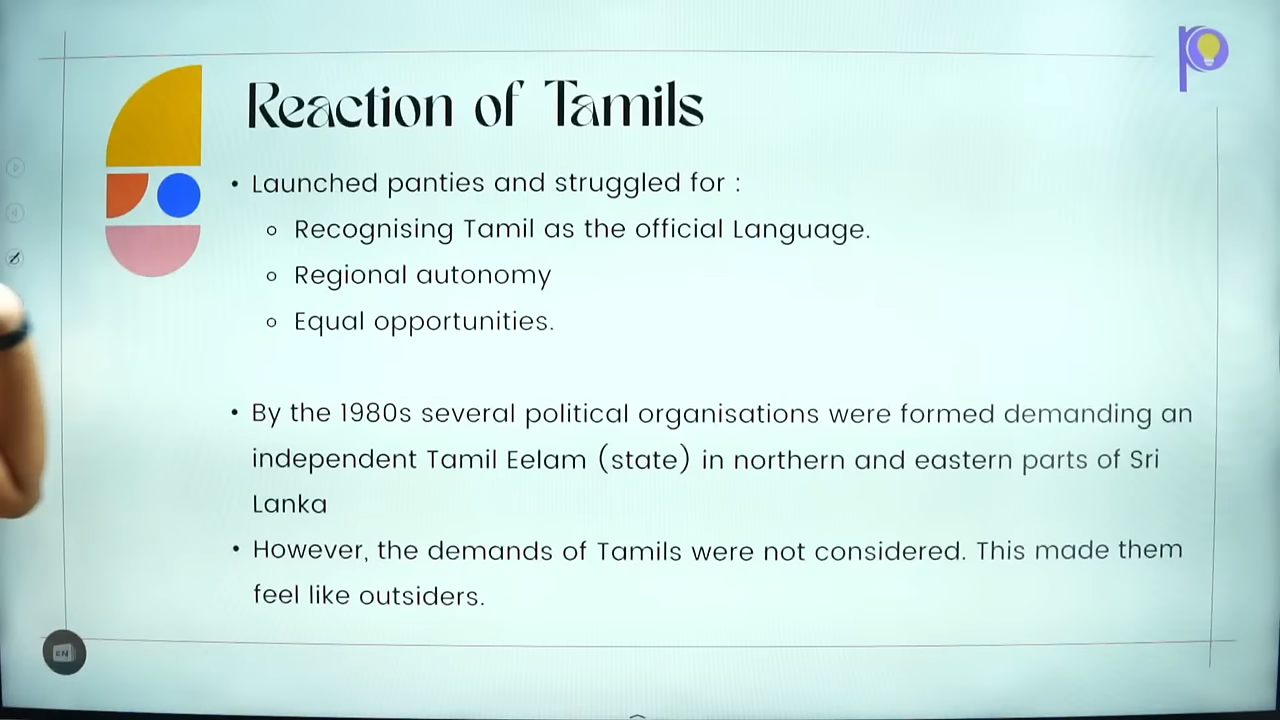 Reaction of Tamils
• Launched panties and struggled for :
Recognising Tamil as the official Language.
Regional autonomy
Equal opportunities.
• By the 1980s several political organisations were formed demanding an
independent Tamil Eelam (state) in northern and eastern parts of Sri
Lanka
• However, the demands of Tamils were not considered. This made them
feel like outsiders.
EN